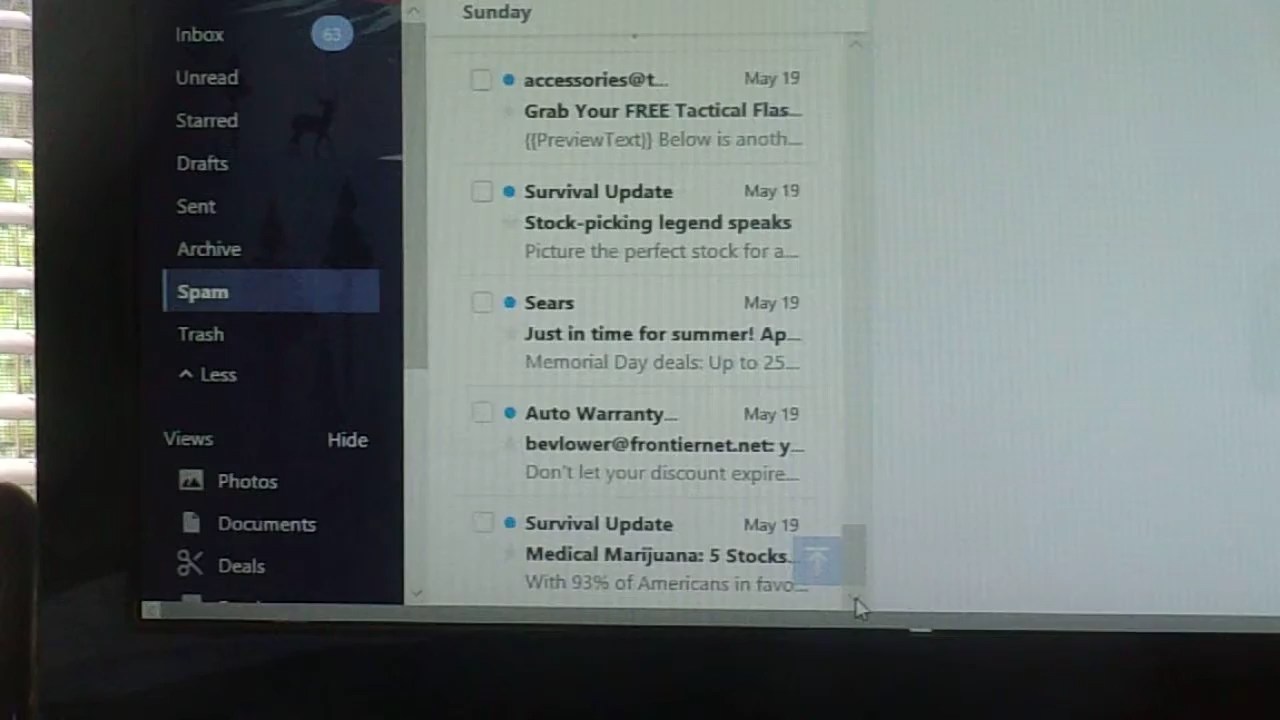 Inbox 63
Unread
Starred
Drafts
Sent
Archive
Spam
Trash
Less
Views Hide
Photos
Documents
Deals
Sunday
accessories@t... May 19
Grab Your FREE Tactical Flas...
{{PreviewText}} Below is anoth...
Survival Update May 19
Stock-picking legend speaks
Picture the perfect stock for a...
Sears May 19
Just in time for summer! Ap...
Memorial Day deals: Up to 25...
Auto Warranty... May 19
bevlower@frontiernet.net: y...
Don't let your discount expire...
Survival Update May 19
Medical Marijuana: 5 Stocks...
With 93% of Americans in favo...